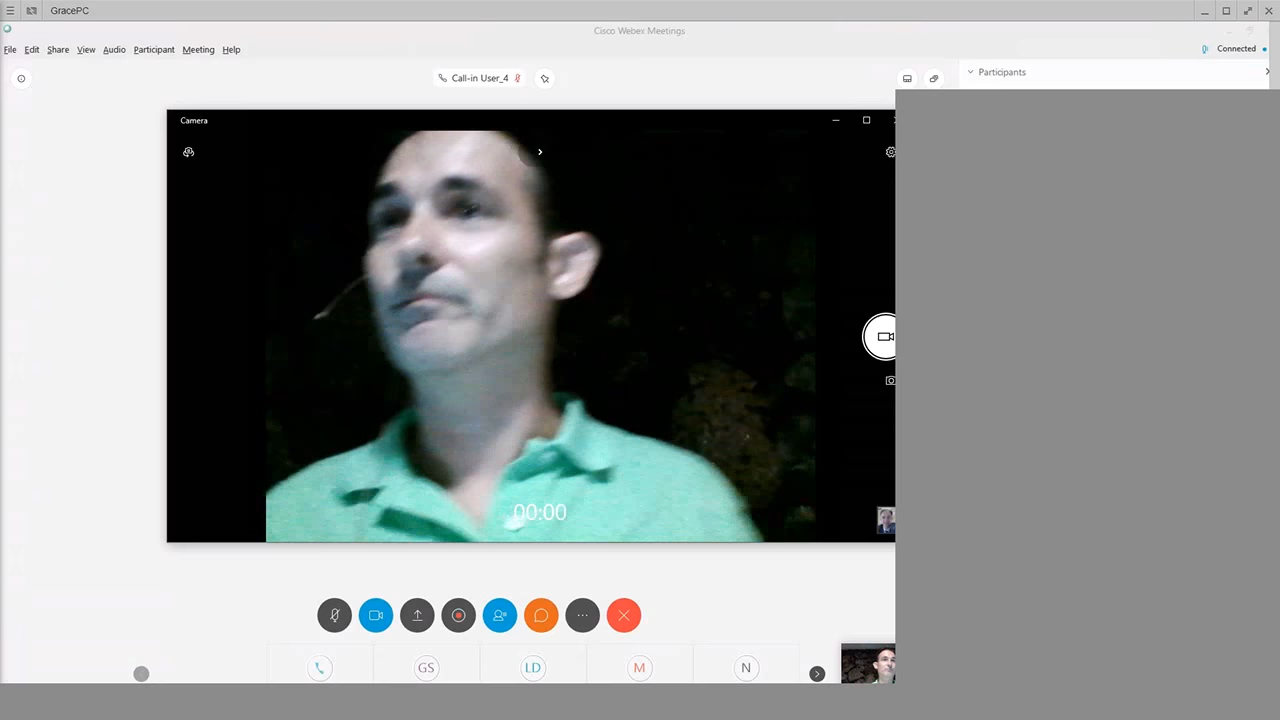 GracePC
Cisco Webex Meetings
File Edit Share View Audio Participant Meeting Help
Connected
Call-in User_4
Participants
Camera
00:00
GS
LD
M
N